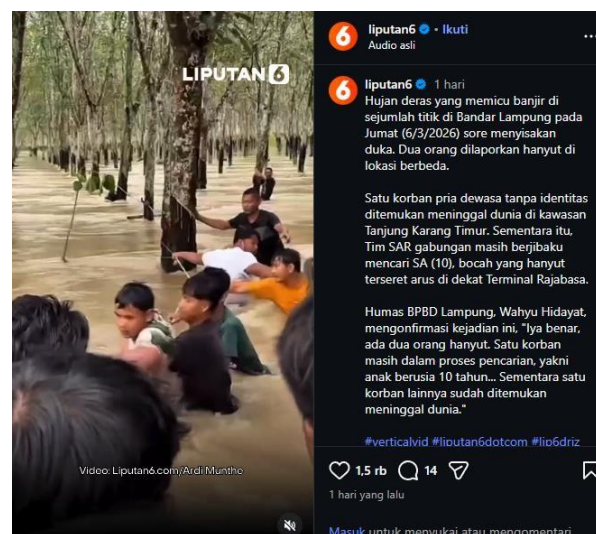 LIPUTAN 6
Video: Liputan6.com/Ardi Munthe
liputan6 • Ikuti
Audio asli
liputan6 1 hari
Hujan deras yang memicu banjir di
sejumlah titik di Bandar Lampung pada
Jumat (6/3/2026) sore menyisakan
duka. Dua orang dilaporkan hanyut di
lokasi berbeda.
Satu korban pria dewasa tanpa identitas
ditemukan meninggal dunia di kawasan
Tanjung Karang Timur. Sementara itu,
Tim SAR gabungan masih berjibaku
mencari SA (10), bocah yang hanyut
terseret arus di dekat Terminal Rajabasa.
Humas BPBD Lampung, Wahyu Hidayat,
mengonfirmasi kejadian ini, "Iya benar,
ada dua orang hanyut. Satu korban
masih dalam proses pencarian, yakni
anak berusia 10 tahun... Sementara satu
korban lainnya sudah ditemukan
meninggal dunia."
#verticalvid #liputan6dotcom #lip6driz
1,5 rb 14
1 hari yang lalu
Masuk untuk menyukai atau mengomentari